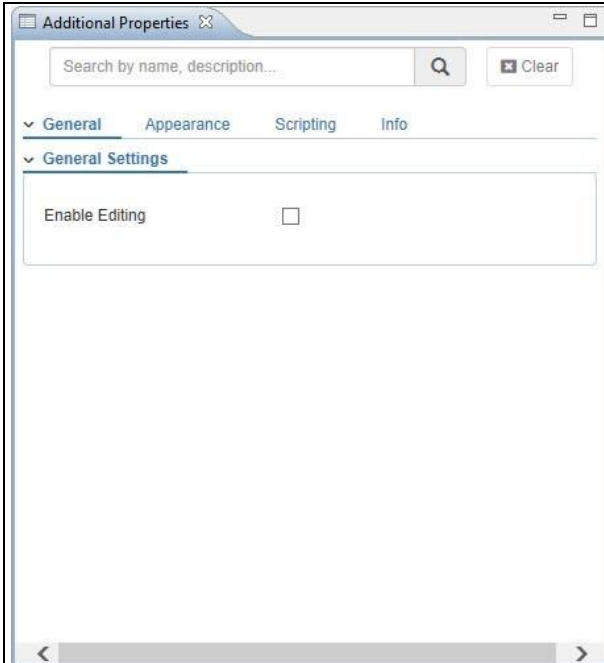 Additional Properties
Search by name, description...
Clear
General Appearance Scripting Info
General Settings
Enable Editing